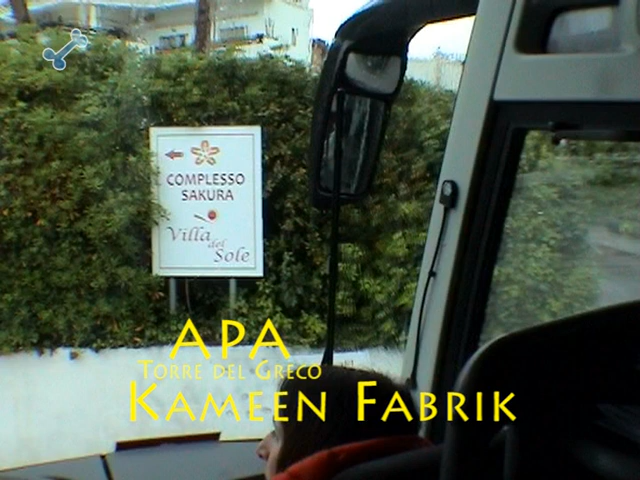 COMPLESSO
SAKURA
Villa
del
Sole
APA
TORRE DEL GRECO
KAMEEN FABRIK